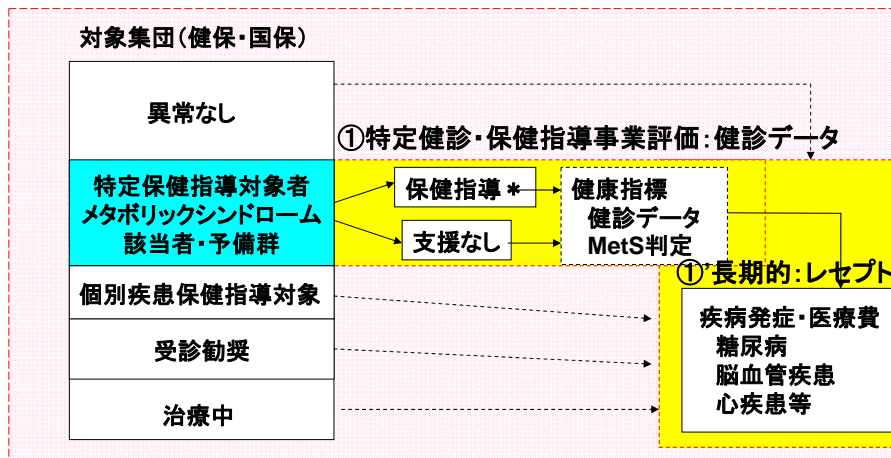 対象集団(健保・国保)
異常なし
①特定健診・保健指導事業評価:健診データ
特定保健指導対象者
メタボリックシンドローム
該当者・予備群
保健指導*
支援なし
健康指標
健診データ
MetS判定
①’長期的:レセプト
個別疾患保健指導対象
受診勧奨
治療中
疾病発症・医療費
糖尿病
脳血管疾患
心疾患等